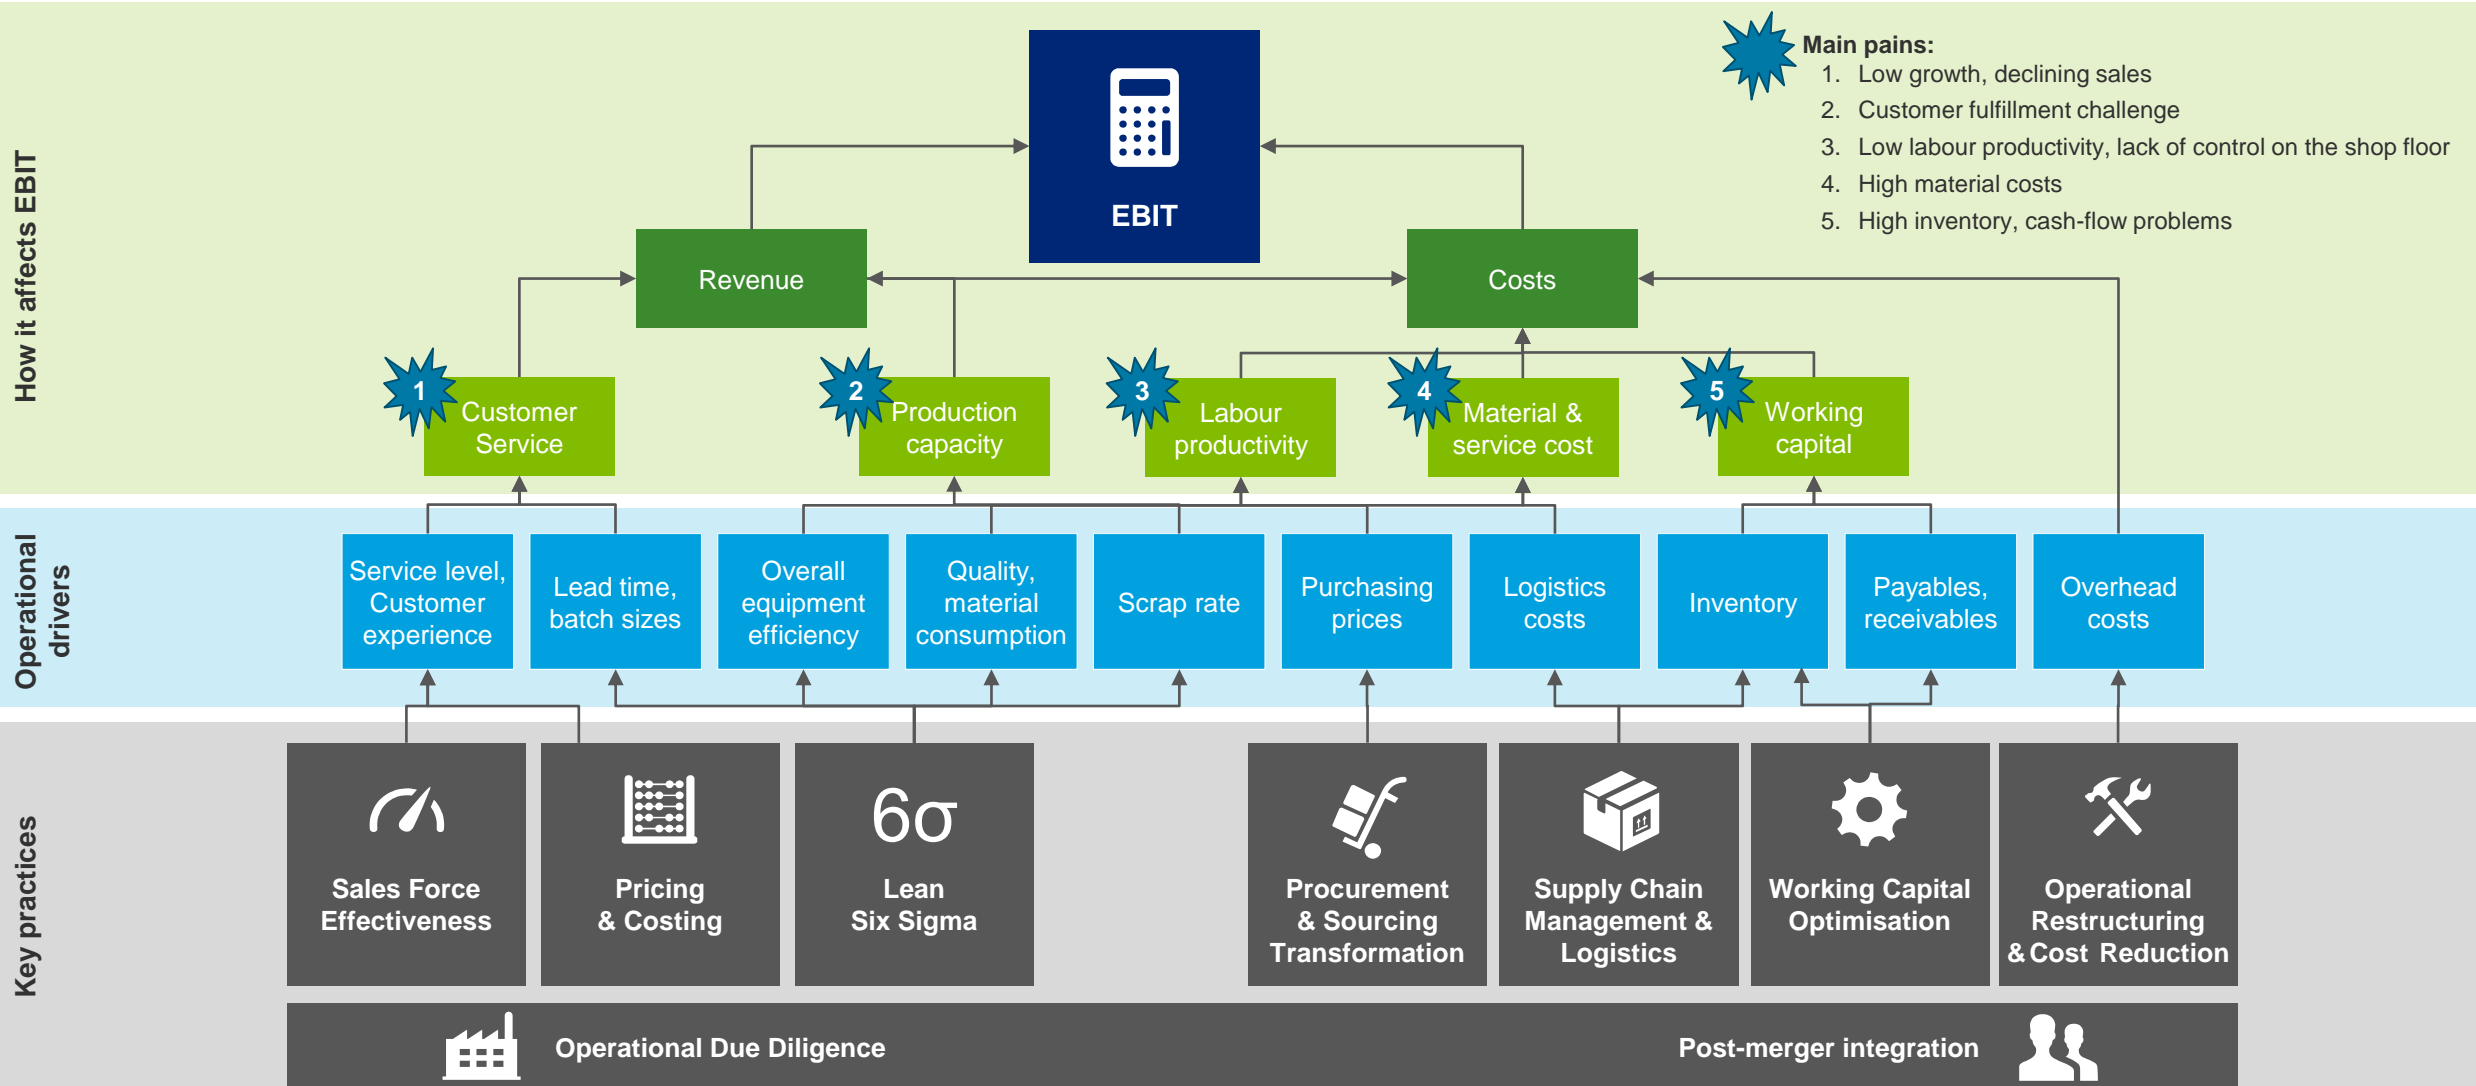 How it affects EBIT
EBIT
Main pains:
1. Low growth, declining sales
2. Customer fulfillment challenge
3. Low labour productivity, lack of control on the shop floor
4. High material costs
5. High inventory, cash-flow problems
Revenue
Costs
1
Customer
Service
2
Production
capacity
3
Labour
productivity
4
Material &
service cost
5
Working
capital
Operational
drivers
Service level,
Customer
experience
Lead time,
batch sizes
Overall
equipment
efficiency
Quality,
material
consumption
Scrap rate
Purchasing
prices
Logistics
costs
Inventory
Payables,
receivables
Overhead
costs
Key practices
Sales Force
Effectiveness
Pricing
& Costing
6σ
Lean
Six Sigma
Procurement
& Sourcing
Transformation
Supply Chain
Management &
Logistics
Working Capital
Optimisation
Operational
Restructuring
& Cost Reduction
Operational Due Diligence
Post-merger integration